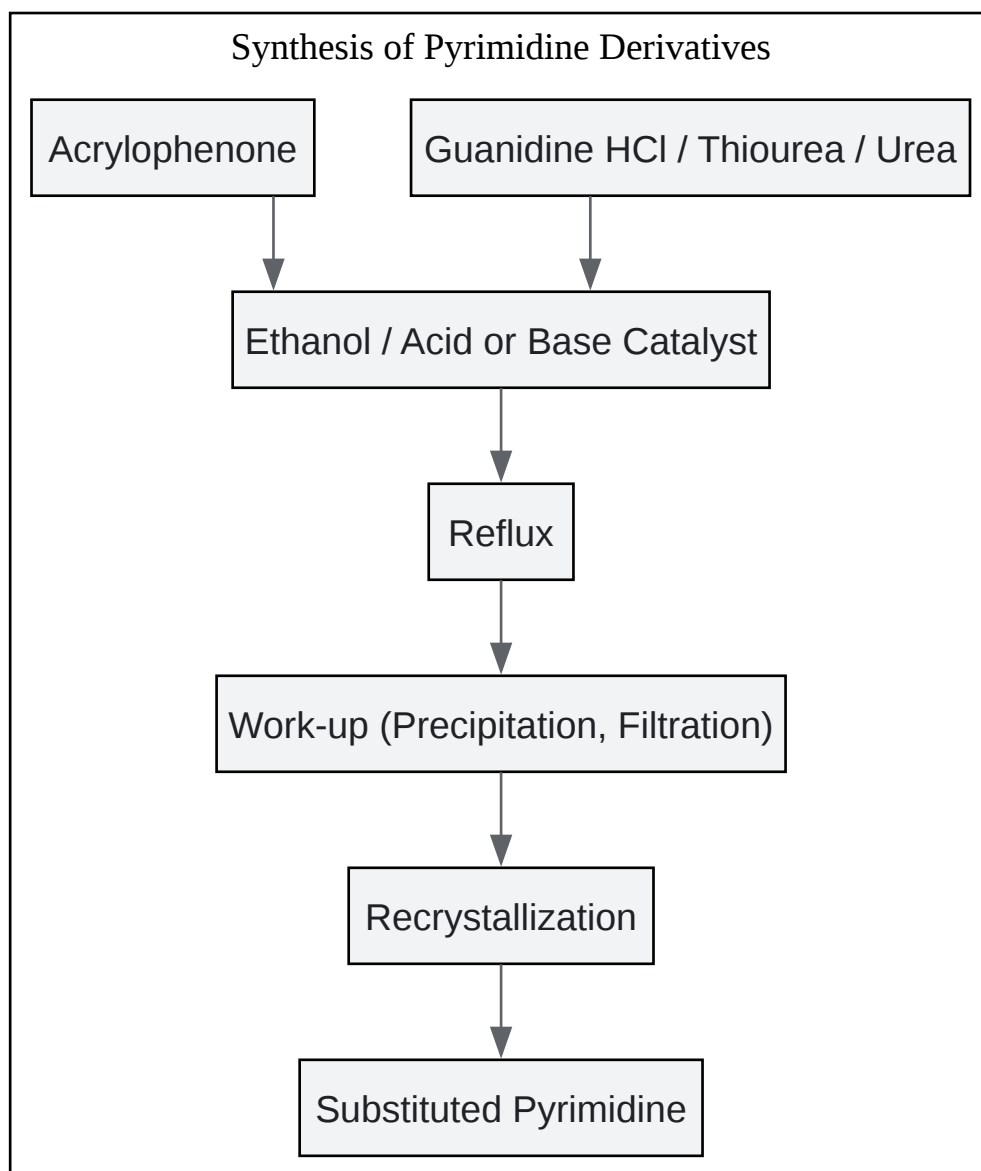 Synthesis of Pyrimidine Derivatives
Acrylophenone
Guanidine HCl / Thiourea / Urea
Ethanol / Acid or Base Catalyst
Reflux
Work-up (Precipitation, Filtration)
Recrystallization
Substituted Pyrimidine